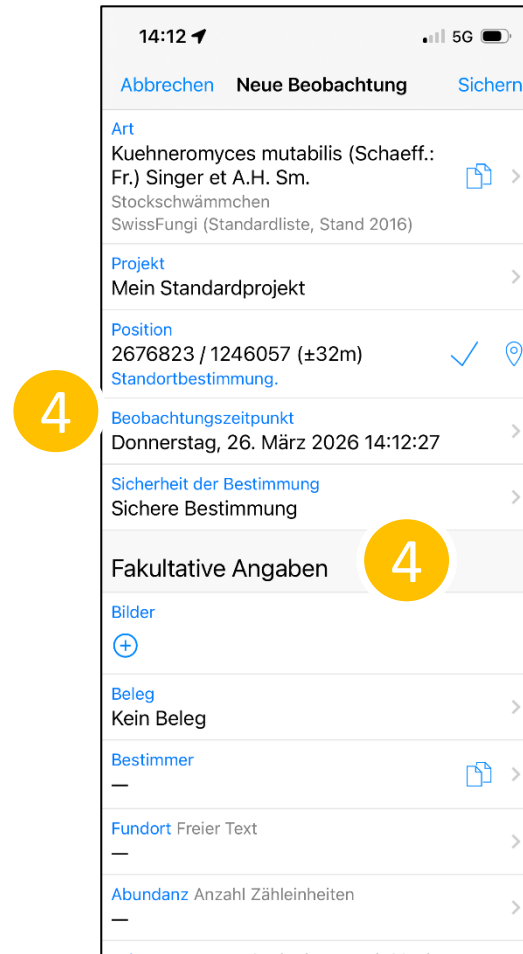 14:12 5G
Abbrechen Neue Beobachtung Sichern
Art
Kuehneromyces mutabilis (Schaeff.:
Fr.) Singer et A.H. Sm.
Stockschwämmchen
SwissFungi (Standardliste, Stand 2016)
Projekt
Mein Standardprojekt
Position
2676823 / 1246057 (±32m)
Standortbestimmung.
4
Beobachtungszeitpunkt
Donnerstag, 26. März 2026 14:12:27
Sicherheit der Bestimmung
Sichere Bestimmung
Fakultative Angaben 4
Bilder
Beleg
Kein Beleg
Bestimmer
—
Fundort Freier Text
—
Abundanz Anzahl Zähleinheiten
—